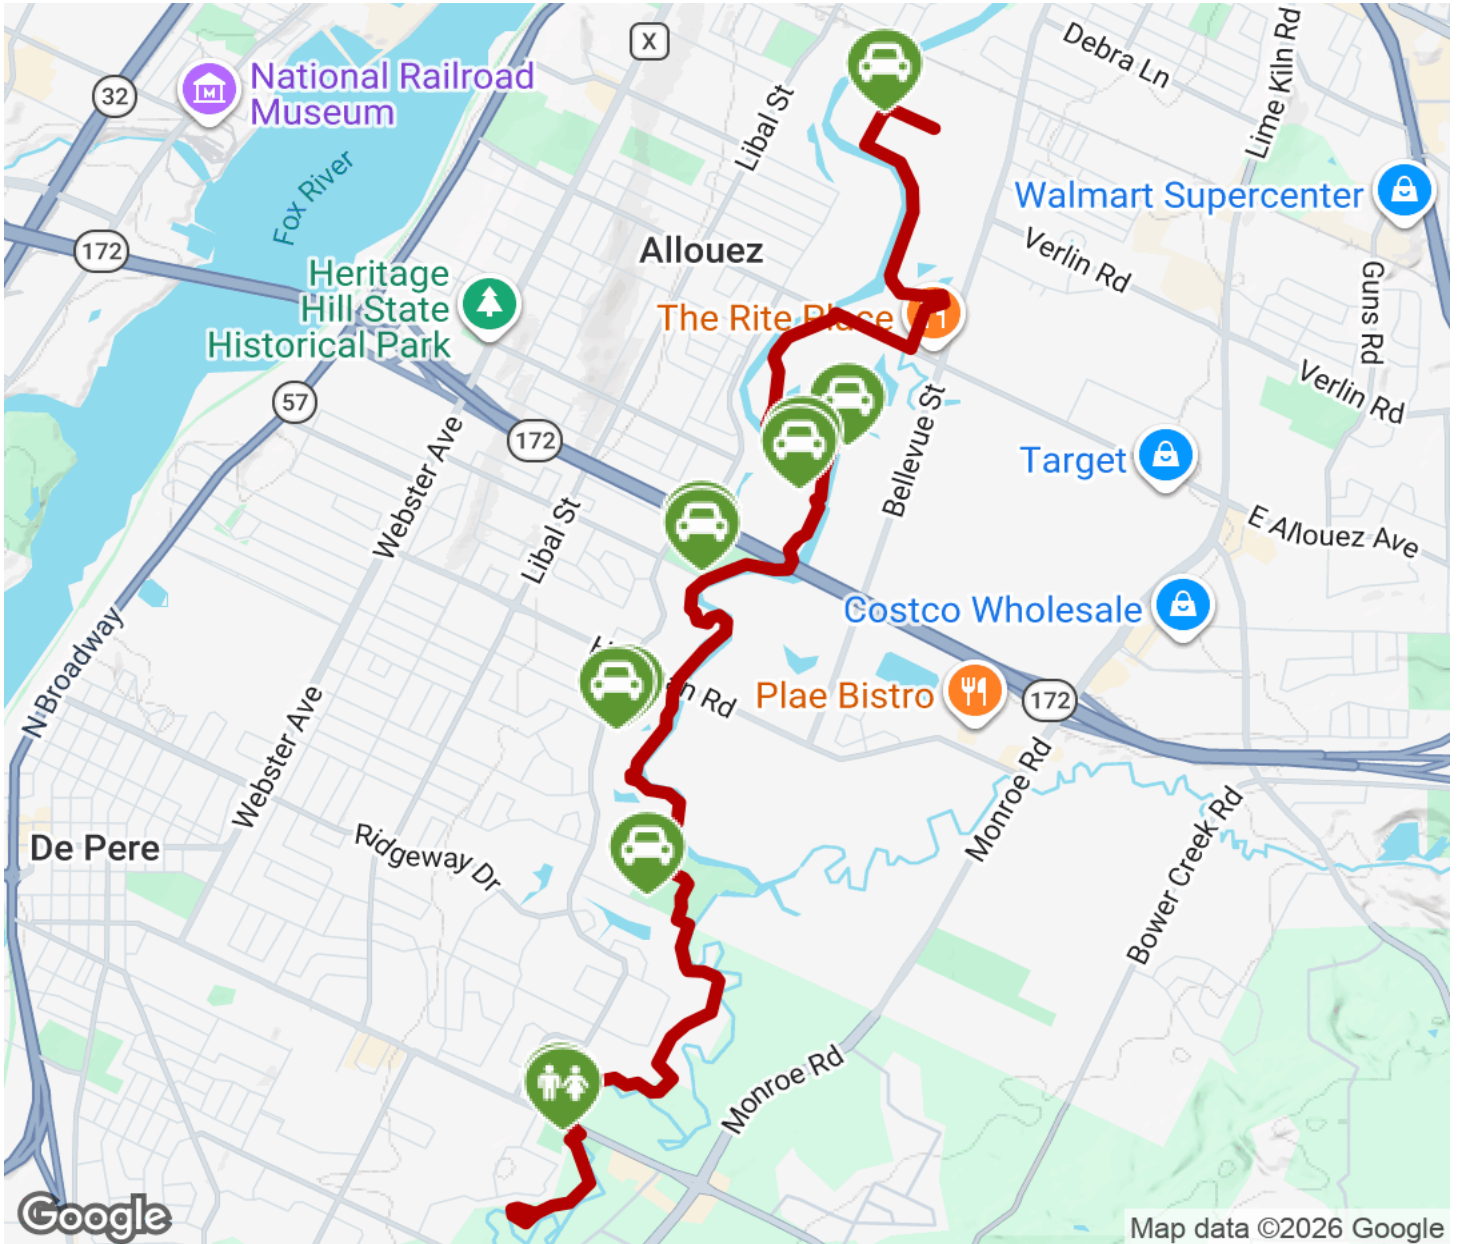 X
Debra Ln
Lime Kiln Rd
National Railroad
Museum
32
Libal St
Fox River
Walmart Supercenter
172
Allouez
Verlin Rd
Guns Rd
Heritage
Hill State
Historical Park
The Rite Place
57
Verlin Rd
172
Webster Ave
Bellevue St
Target
E Allouez Ave
Libal St
Costco Wholesale
N Broadway
Webster Ave
Plae Bistro
172
Monroe Rd
Bower Creek Rd
De Pere
Ridgeway Dr
Monroe Rd
Google
Map data ©2026 Google